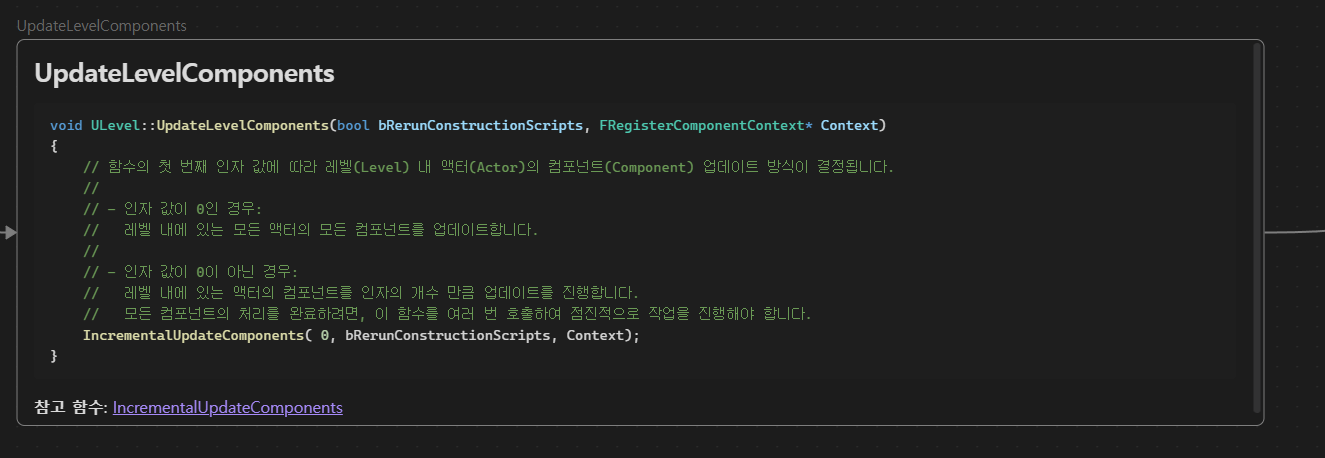 UpdateLevelComponents
UpdateLevelComponents
void ULevel::UpdateLevelComponents(bool bRerunConstructionScripts, FRegisterComponentContext* Context)
{
// 함수의 첫 번째 인자 값에 따라 레벨(Level) 내 액터(Actor)의 컴포넌트(Component) 업데이트 방식이 결정됩니다.
//
// - 인자 값이 0인 경우:
//   레벨 내에 있는 모든 액터의 모든 컴포넌트를 업데이트합니다.
//
// - 인자 값이 0이 아닌 경우:
//   레벨 내에 있는 액터의 컴포넌트를 인자의 개수 만큼 업데이트를 진행합니다.
//   모든 컴포넌트의 처리를 완료하려면, 이 함수를 여러 번 호출하여 점진적으로 작업을 진행해야 합니다.
IncrementalUpdateComponents( 0, bRerunConstructionScripts, Context);
}
참고 함수: IncrementalUpdateComponents